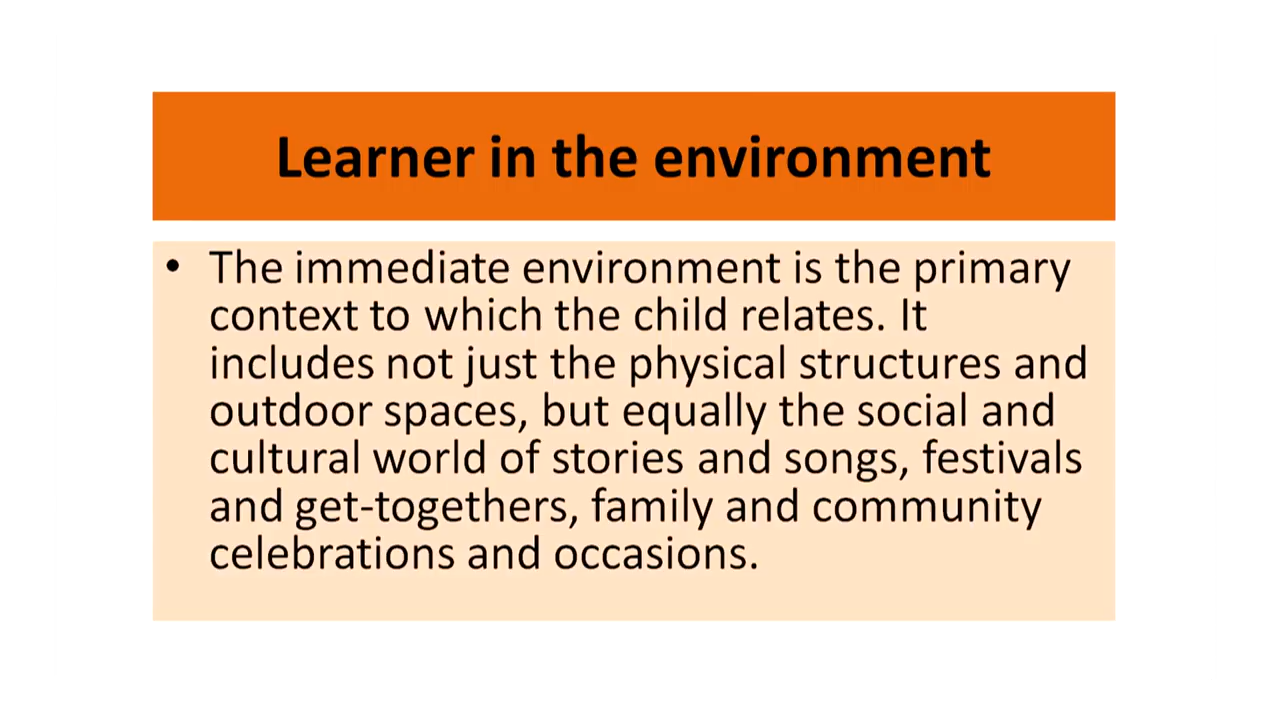 Learner in the environment
• The immediate environment is the primary
context to which the child relates. It
includes not just the physical structures and
outdoor spaces, but equally the social and
cultural world of stories and songs, festivals
and get-togethers, family and community
celebrations and occasions.